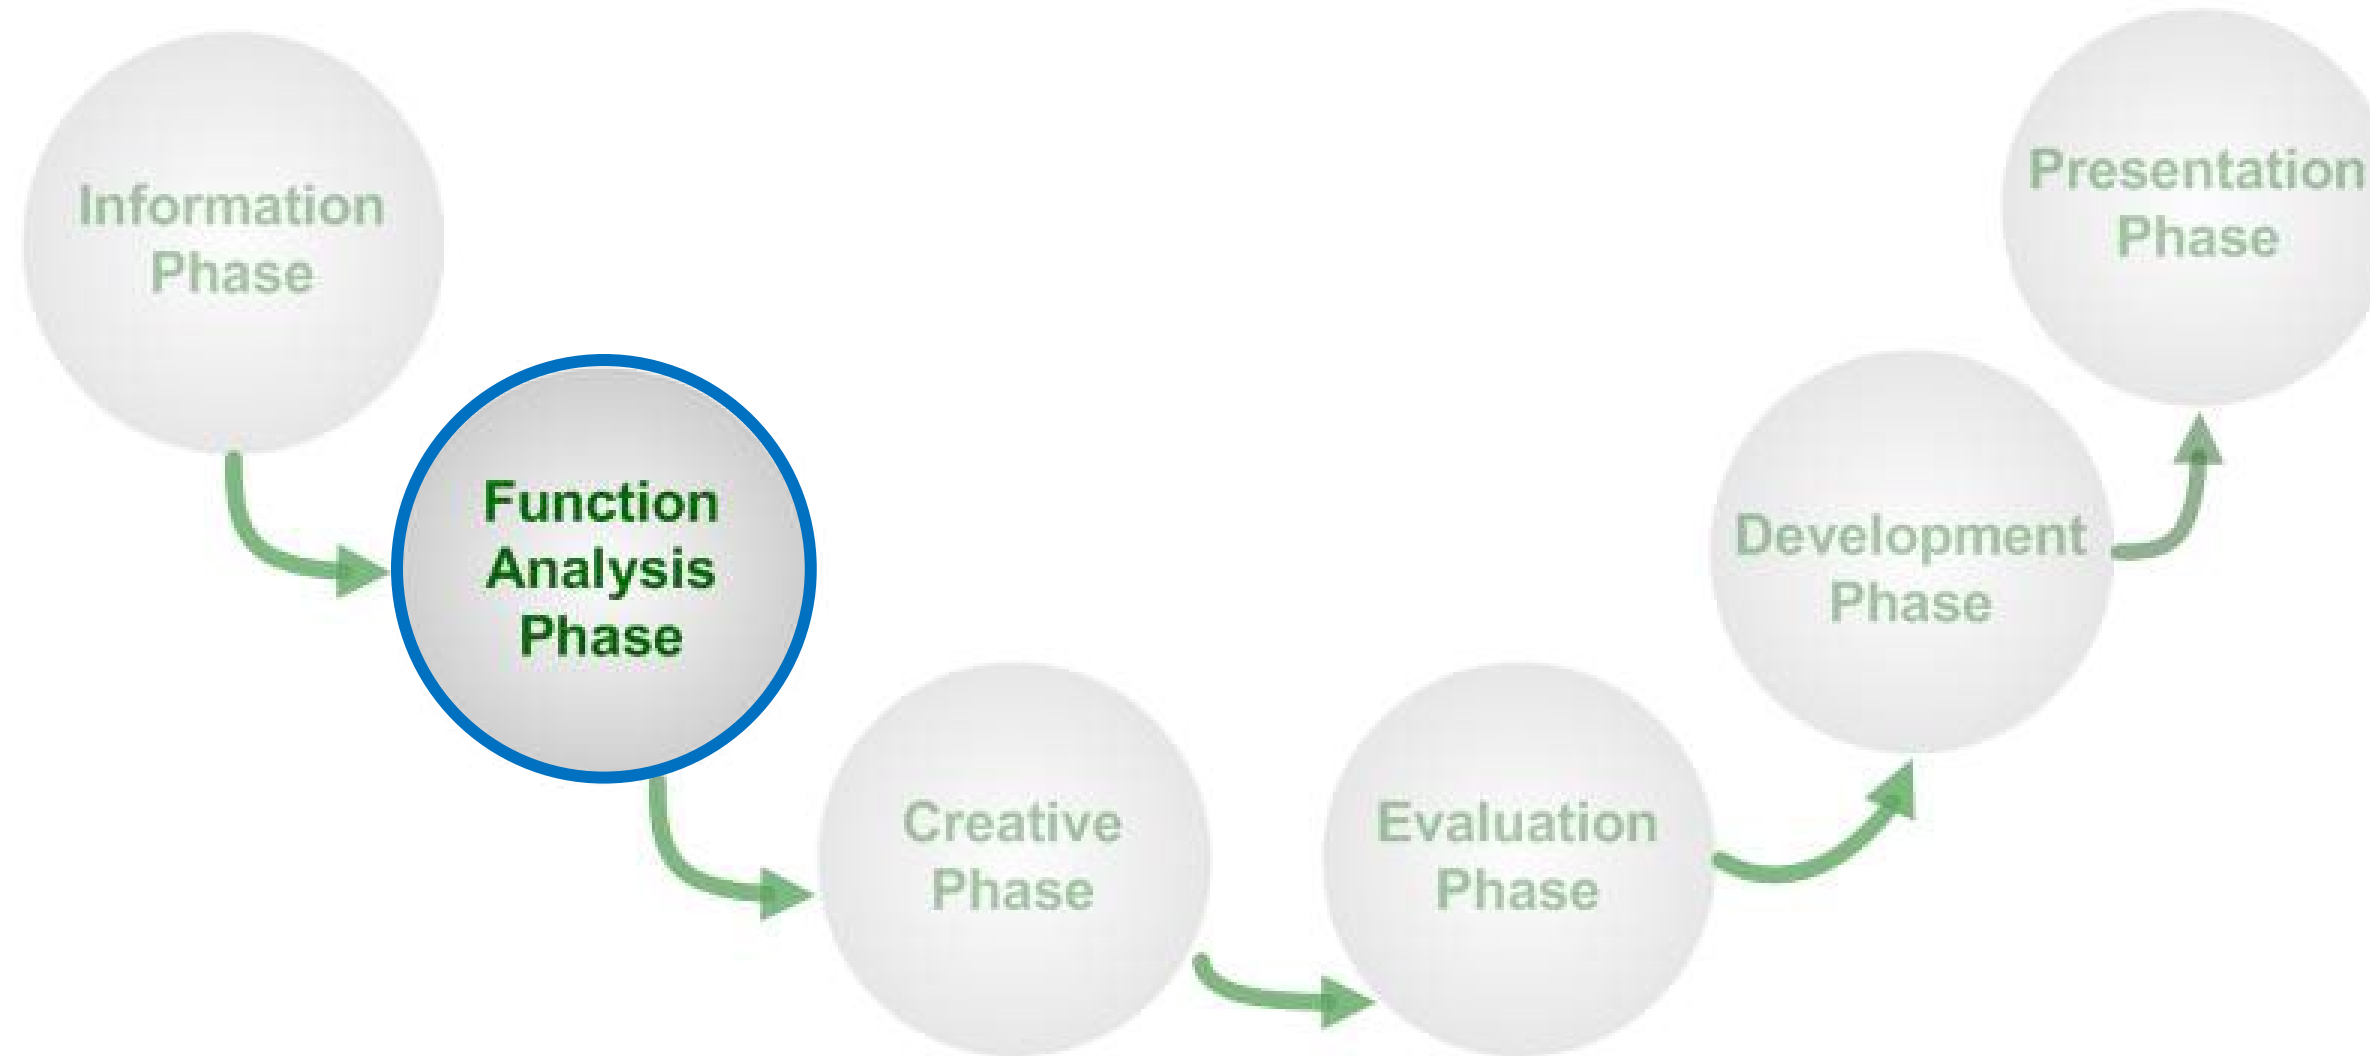 Information
Phase
Function
Analysis
Phase
Creative
Phase
Evaluation
Phase
Development
Phase
Presentation
Phase